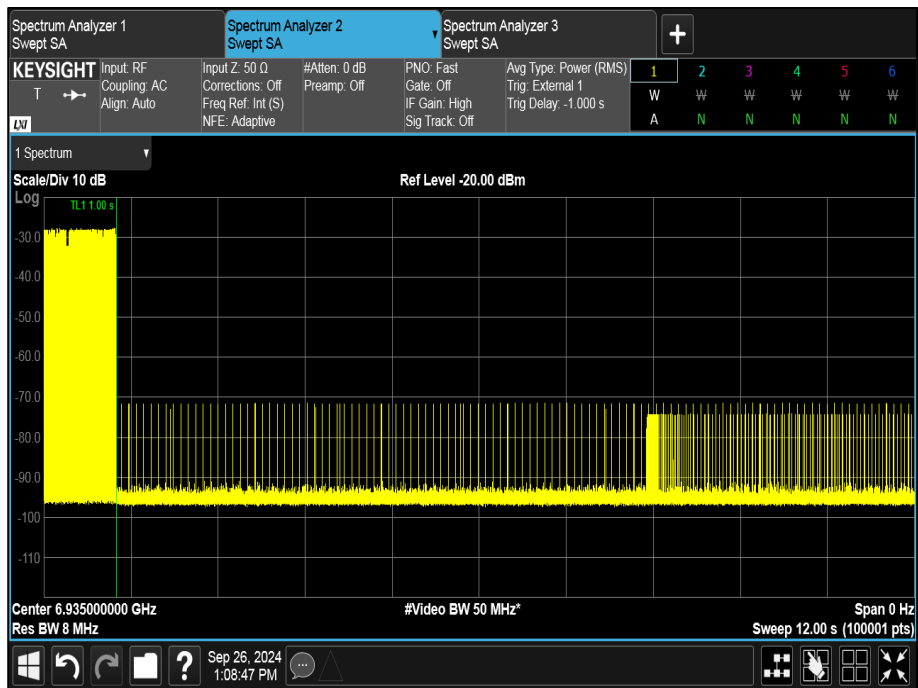 Spectrum Analyzer 1
Swept SA
Spectrum Analyzer 2
Swept SA
Spectrum Analyzer 3
Swept SA
+
KEYSIGHT
T
LXI
Input: RF
Coupling: AC
Align: Auto
Input Z: 50 Ω
Corrections: Off
Freq Ref: Int (S)
NFE: Adaptive
#Atten: 0 dB
Preamp: Off
PNO: Fast
Gate: Off
IF Gain: High
Sig Track: Off
Avg Type: Power (RMS)
Trig: External 1
Trig Delay: -1.000 s
1 2 3 4 5 6
W W W W W W
A N N N N N
1 Spectrum
Scale/Div 10 dB
Ref Level -20.00 dBm
Log
TL1 1.00 s
-30.0
-40.0
-50.0
-60.0
-70.0
-80.0
-90.0
-100
-110
Center 6.935000000 GHz
#Video BW 50 MHz*
Span 0 Hz
Res BW 8 MHz
Sweep 12.00 s (100001 pts)
?
Sep 26, 2024
1:08:47 PM